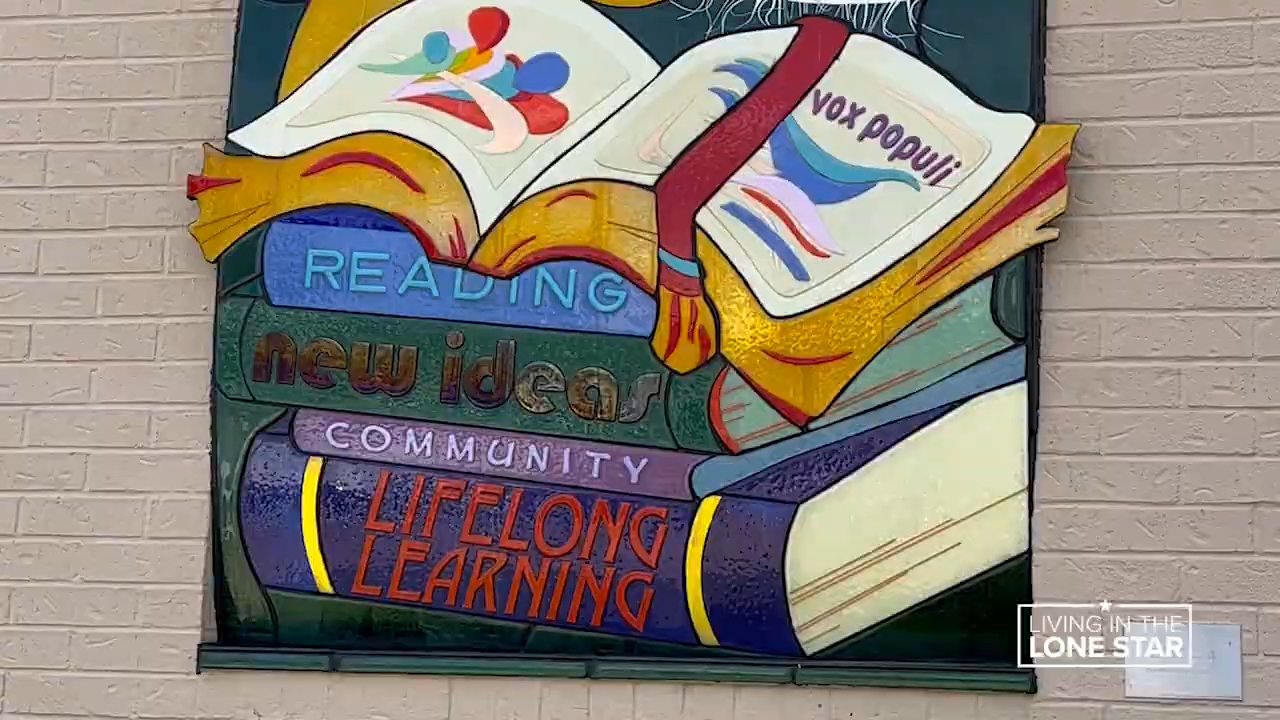 vox populi
READING
new ideas
COMMUNITY
LIFELONG
LEARNING
LIVING IN THE
LONE STAR